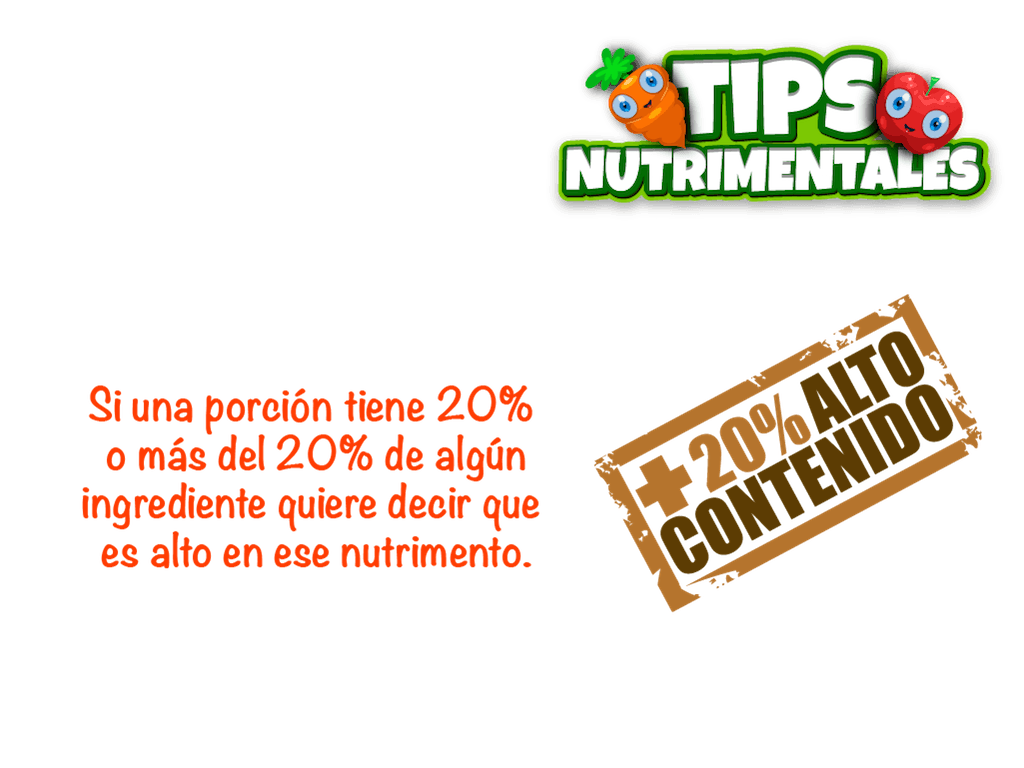 TIPS
NUTRIMENTALES
Si una porción tiene 20%
o más del 20% de algún
ingrediente quiere decir que
es alto en ese nutrimento.
+20% ALTO
CONTENIDO